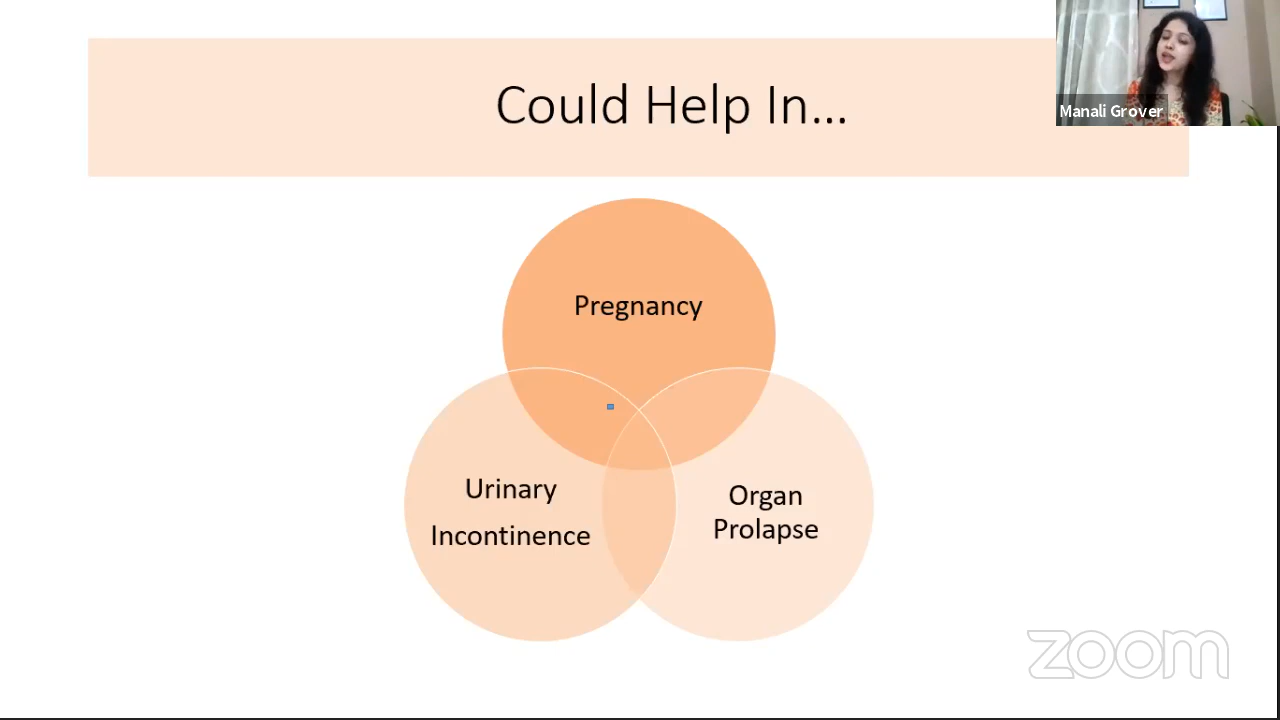 Could Help In...
Manali Grover
Pregnancy
Urinary
Incontinence
Organ
Prolapse
zoom